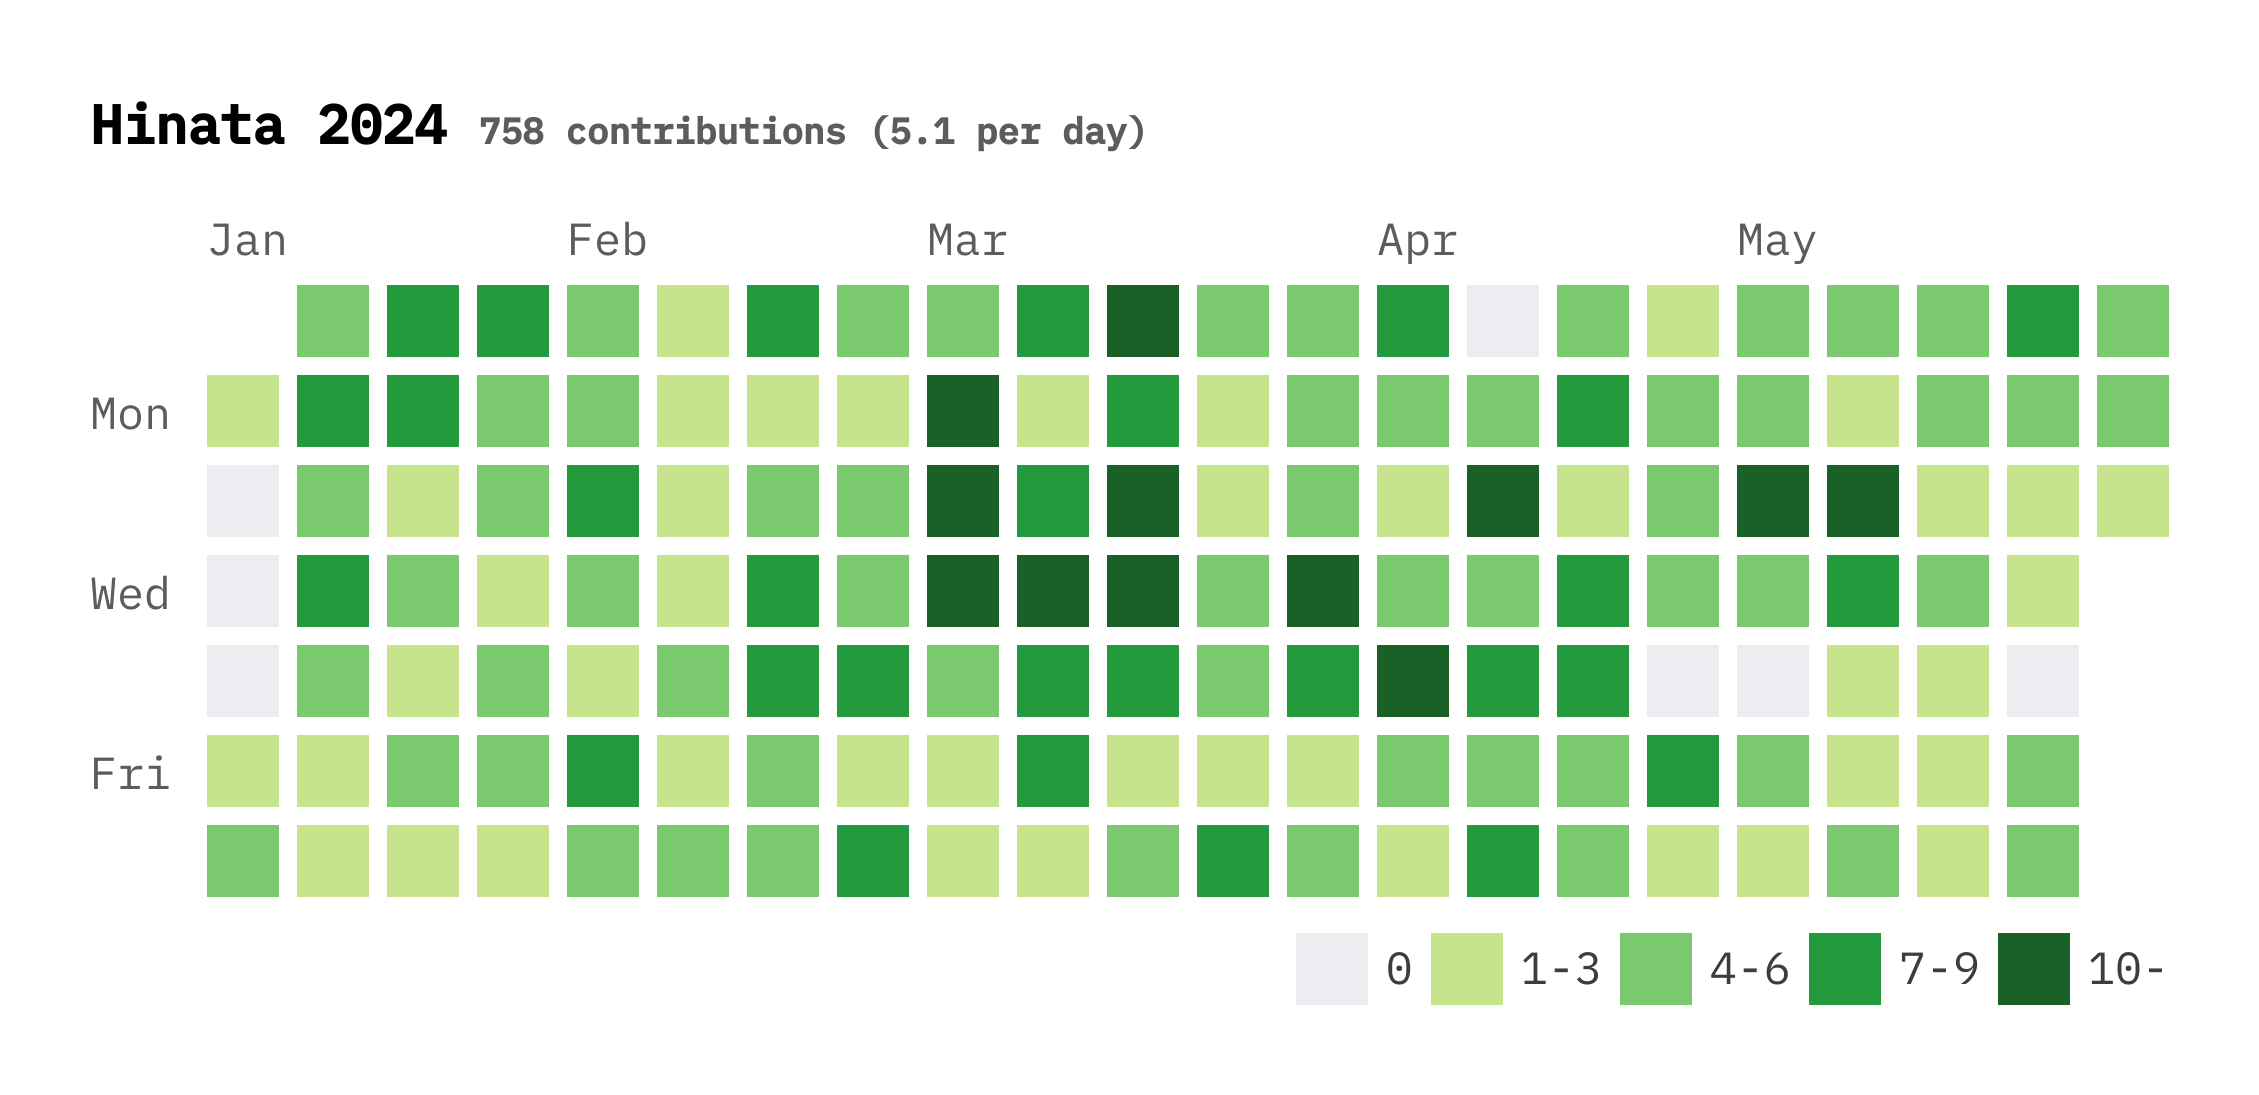 Hinata 2024 758 contributions (5.1 per day)
Jan Feb Mar Apr May
Mon
Wed
Fri
0 1-3 4-6 7-9 10-